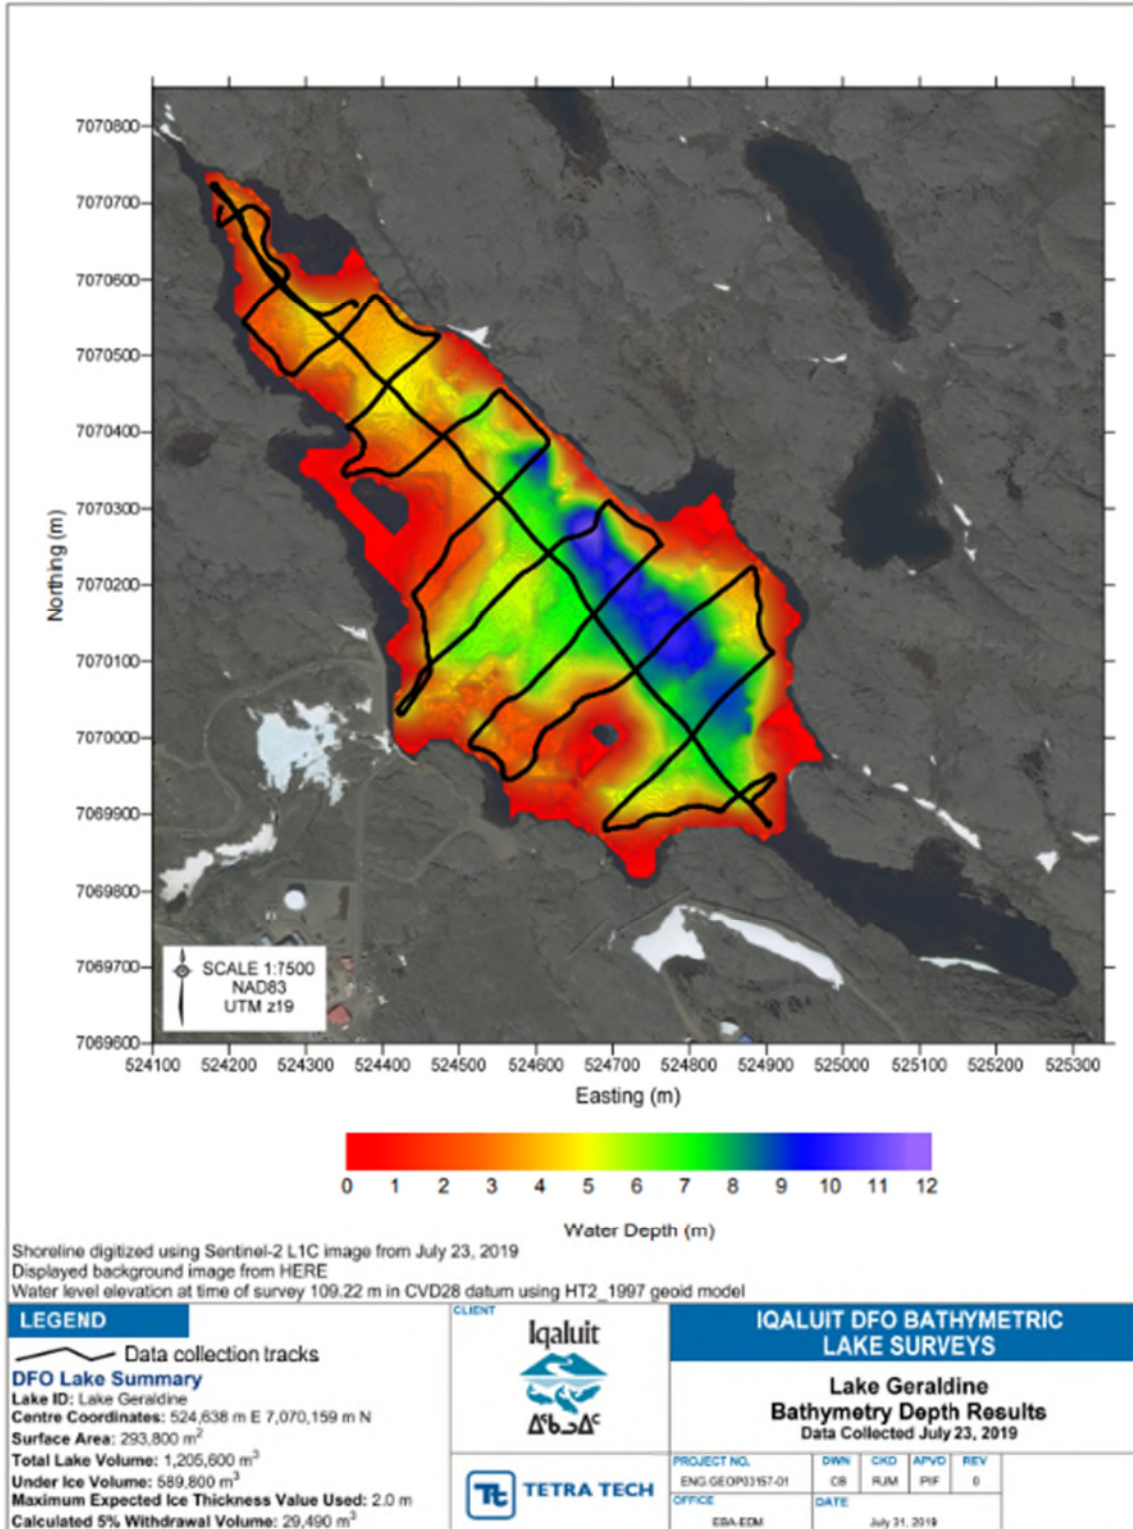 7070800
7070700
7070600
7070500
7070400
7070300
7070200
7070100
7070000
7069900
7069800
7069700
7069600
Northing (m)
SCALE 1:7500
NAD83
UTM z19
524100 524200 524300 524400 524500 524600 524700 524800 524900 525000 525100 525200 525300
Easting (m)
0 1 2 3 4 5 6 7 8 9 10 11 12
Water Depth (m)
Shoreline digitized using Sentinel-2 L1C image from July 23, 2019
Displayed background image from HERE
Water level elevation at time of survey 109.22 m in CVD28 datum using HT2_1997 geoid model
LEGEND
Data collection tracks
DFO Lake Summary
Lake ID: Lake Geraldine
Centre Coordinates: 524,638 m E 7,070,159 m N
Surface Area: 293,800 m²
Total Lake Volume: 1,205,600 m³
Under Ice Volume: 589,800 m³
Maximum Expected Ice Thickness Value Used: 2.0 m
Calculated 5% Withdrawal Volume: 29,490 m³
CLIENT
Iqaluit
ᐃᖃᓗᐃᑦ
TETRA TECH
IQALUIT DFO BATHYMETRIC
LAKE SURVEYS
Lake Geraldine
Bathymetry Depth Results
Data Collected July 23, 2019
PROJECT NO. DWN CKD APVD REV
ENG.GEOP03157-01 CB RJM PIF 0
OFFICE DATE
EBA-EDM July 31, 2019